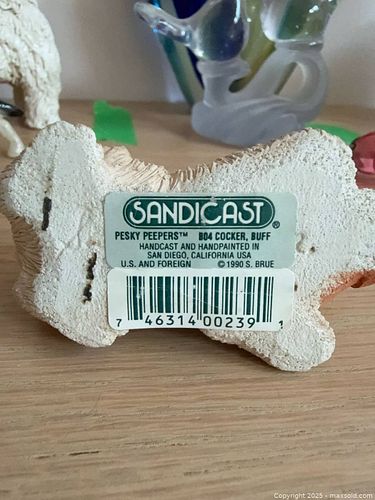 SANDICAST®
PESKY PEEPERS™ B04 COCKER, BUFF
HANDCAST AND HANDPAINTED IN
SAN DIEGO, CALIFORNIA USA
U.S. AND FOREIGN ©1990 S. BRUE
7 46314 00239 1
Copyright 2025 - maxsold.com